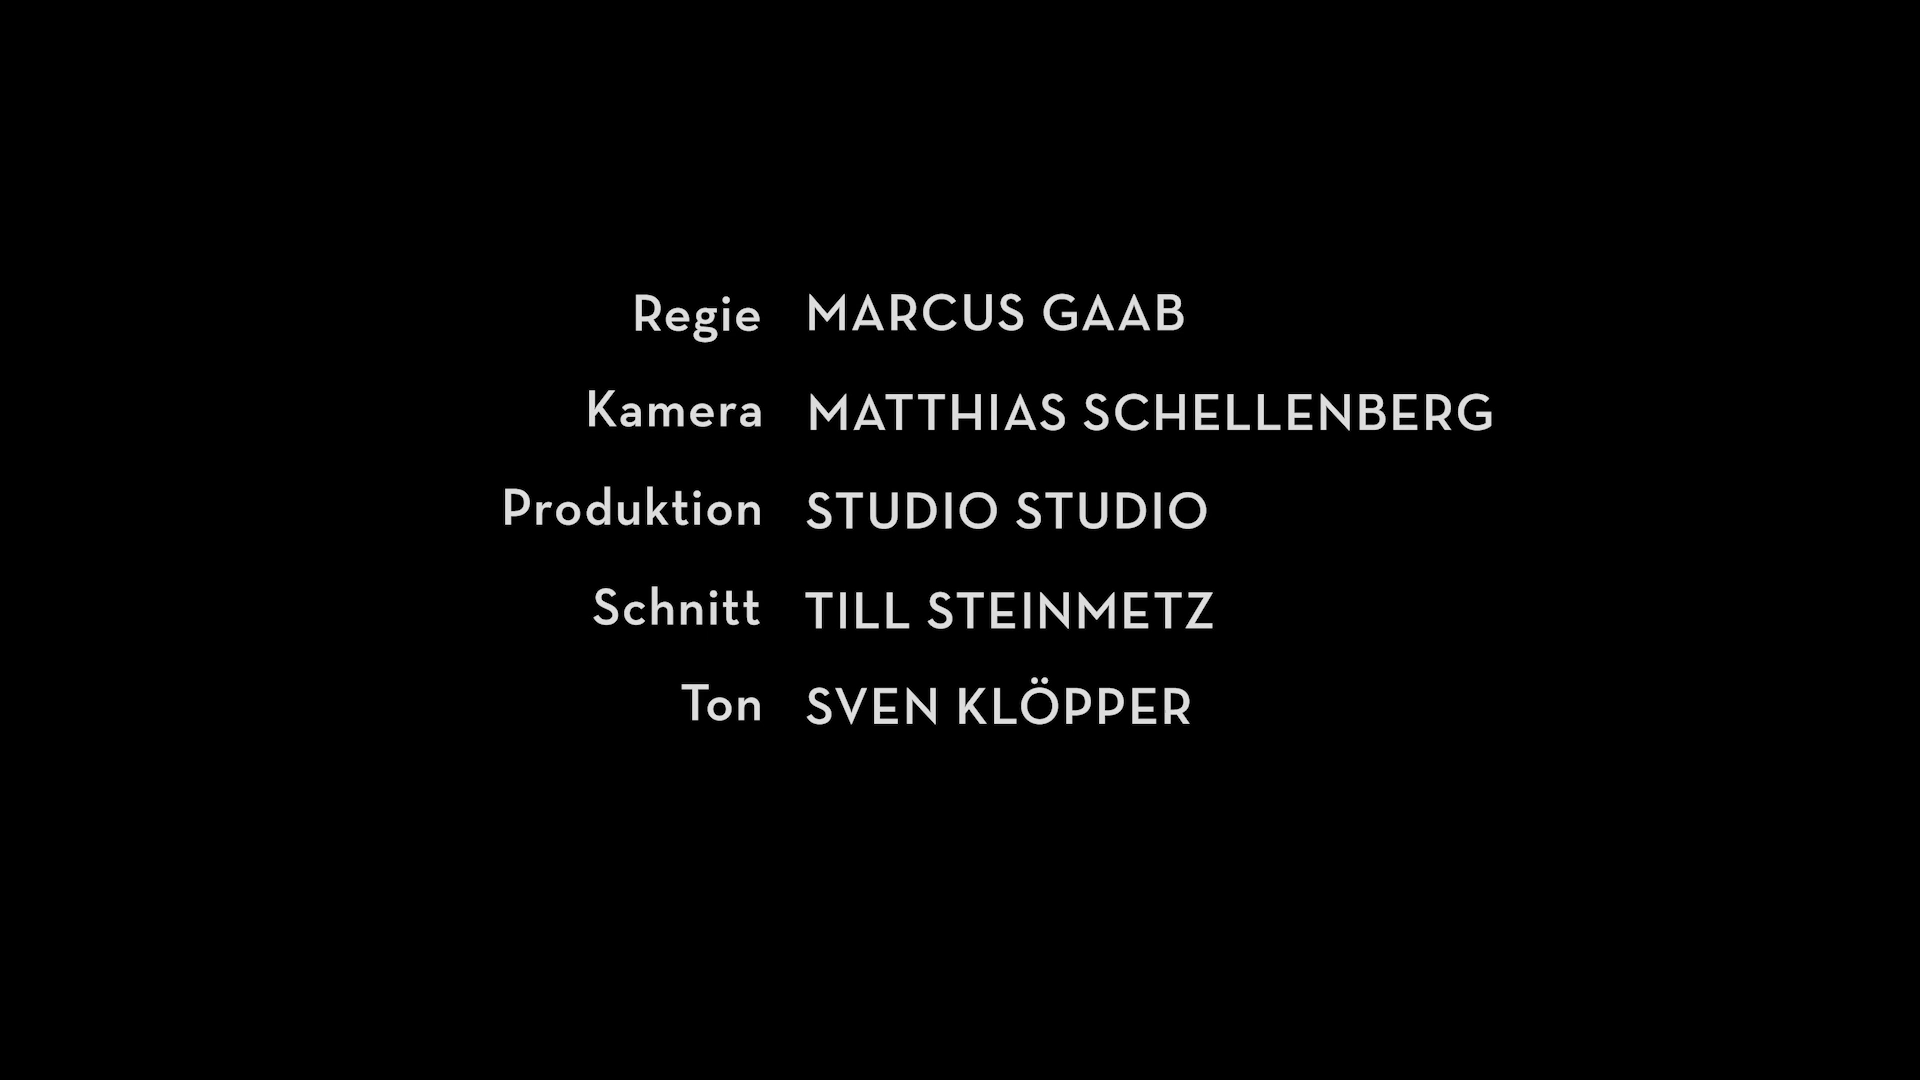 Regie MARCUS GAAB
Kamera MATTHIAS SCHELLENBERG
Produktion STUDIO STUDIO
Schnitt TILL STEINMETZ
Ton SVEN KLÖPPER